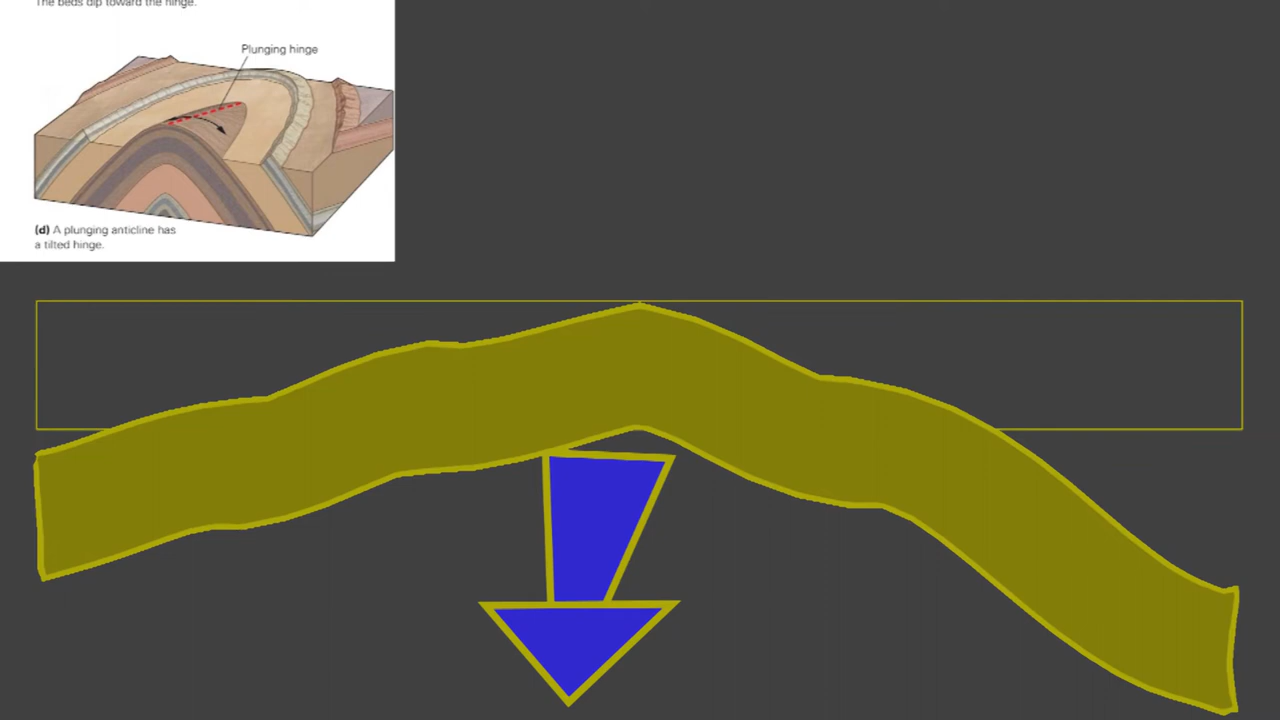 The beds dip toward the hinge.
Plunging hinge
(d) A plunging anticline has
a tilted hinge.